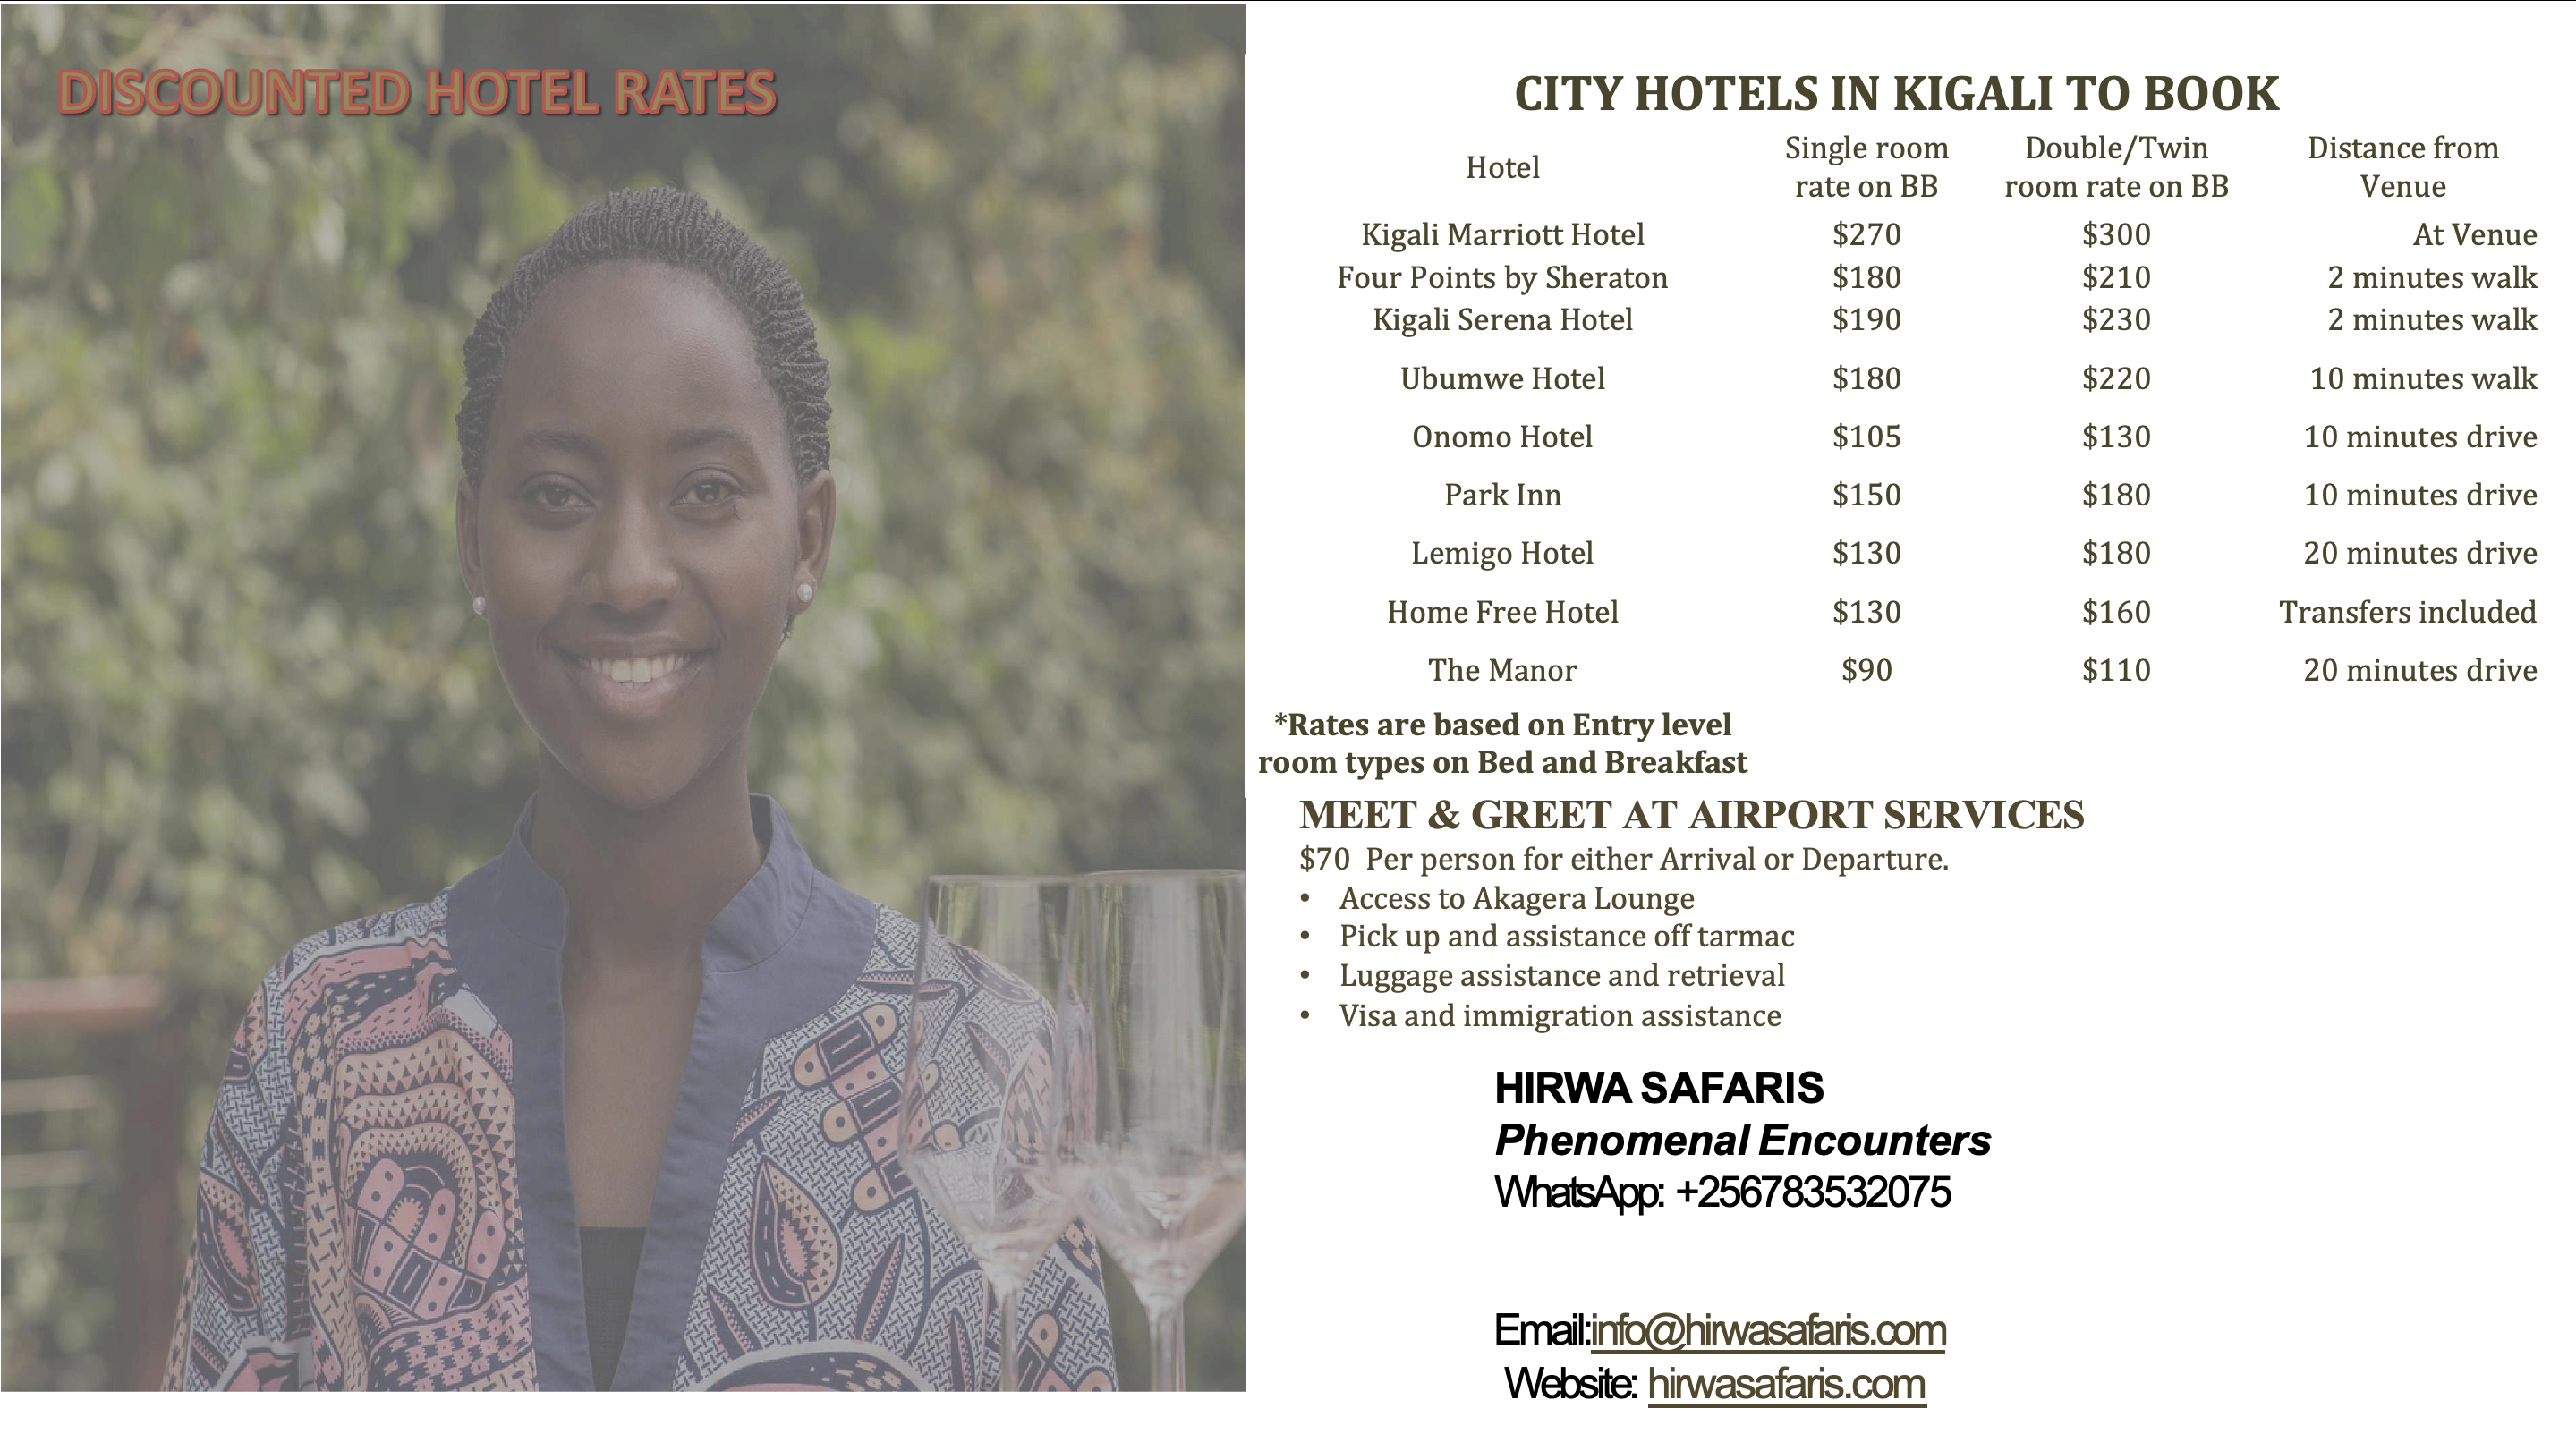 DISCOUNTED HOTEL RATES
CITY HOTELS IN KIGALI TO BOOK
Hotel Single room rate on BB Double/Twin room rate on BB Distance from Venue
Kigali Marriott Hotel $270 $300 At Venue
Four Points by Sheraton $180 $210 2 minutes walk
Kigali Serena Hotel $190 $230 2 minutes walk
Ubumwe Hotel $180 $220 10 minutes walk
Onomo Hotel $105 $130 10 minutes drive
Park Inn $150 $180 10 minutes drive
Lemigo Hotel $130 $180 20 minutes drive
Home Free Hotel $130 $160 Transfers included
The Manor $90 $110 20 minutes drive
*Rates are based on Entry level
room types on Bed and Breakfast
MEET & GREET AT AIRPORT SERVICES
$70 Per person for either Arrival or Departure.
• Access to Akagera Lounge
• Pick up and assistance off tarmac
• Luggage assistance and retrieval
• Visa and immigration assistance
HIRWA SAFARIS
Phenomenal Encounters
WhatsApp: +256783532075
Email:info@hirwasafaris.com
Website: hirwasafaris.com